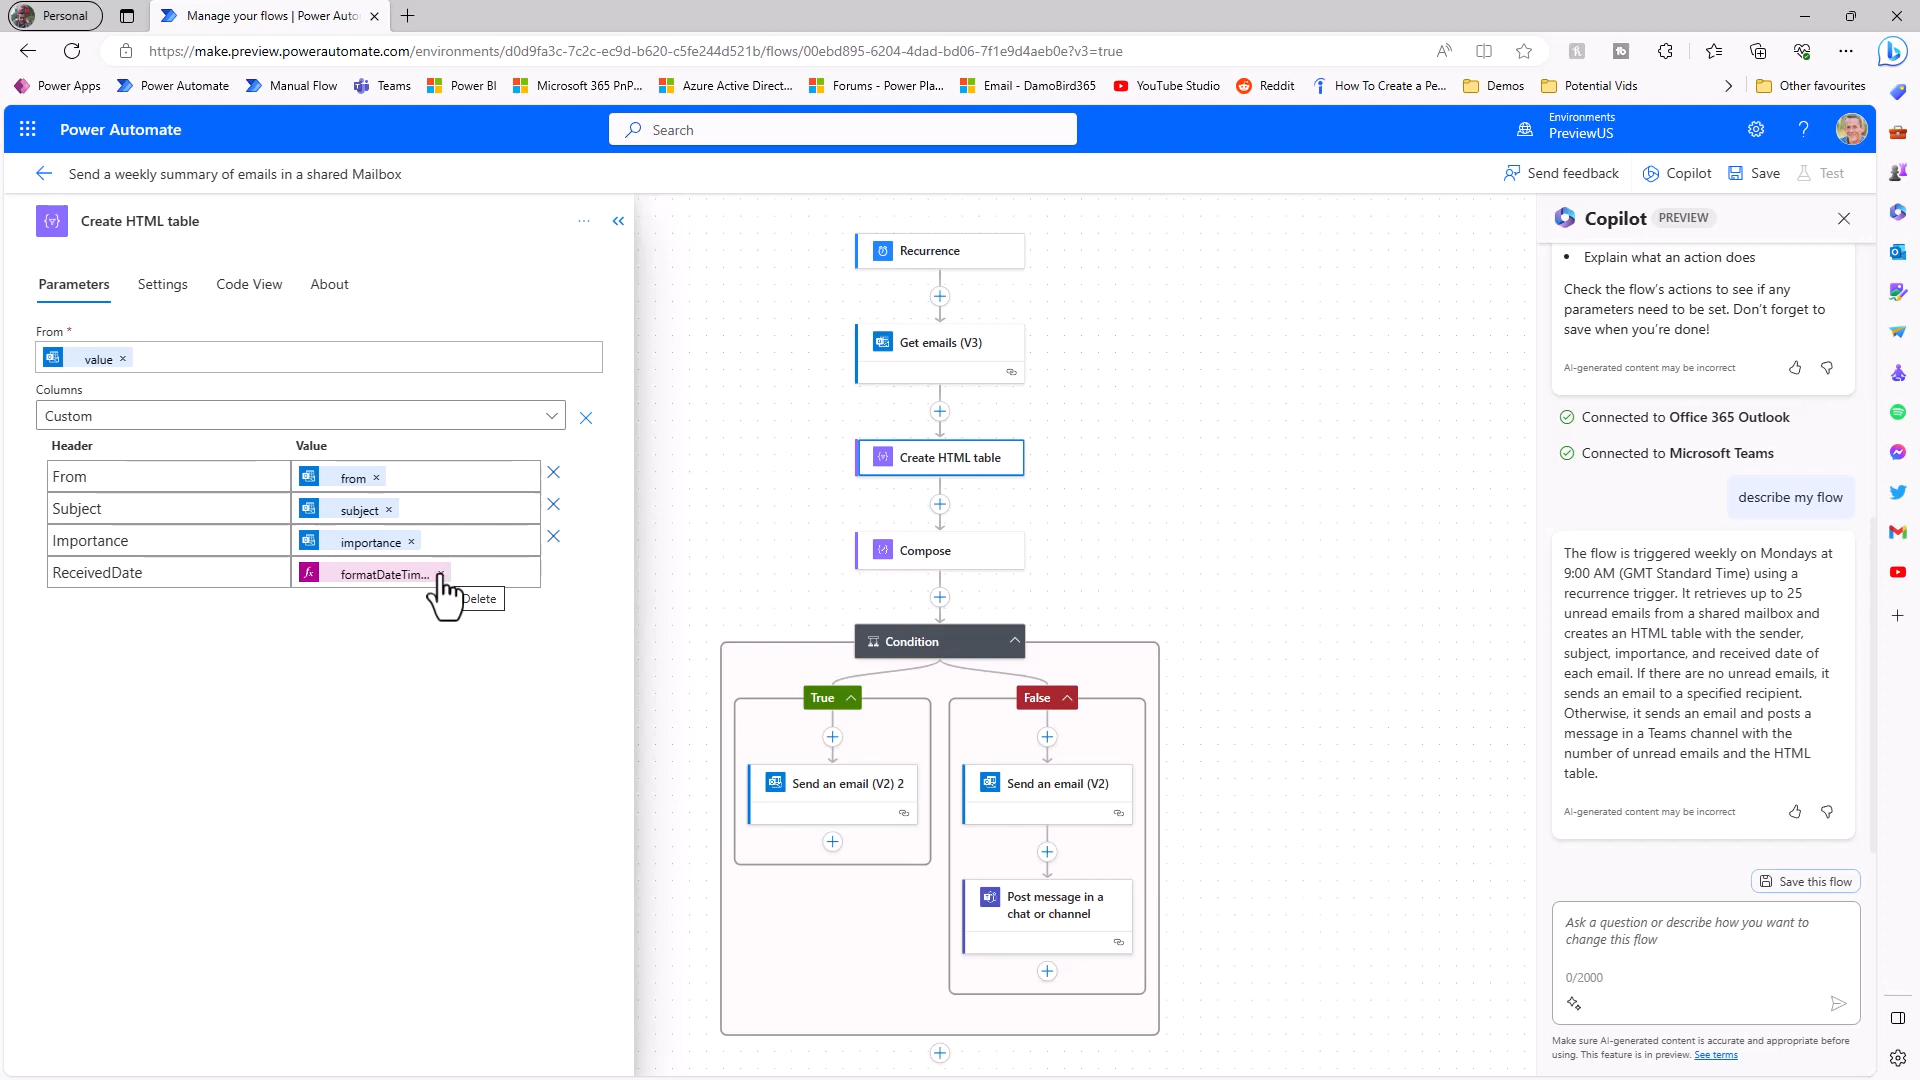 Personal
Manage your flows | Power Auto
https://make.preview.powerautomate.com/environments/d0d9fa3c-7c2c-ec9d-b620-c5fe244d521b/flows/00ebd895-6204-4dad-bd06-7f1e9d4aeb0e?v3=true
Power Apps
Power Automate
Manual Flow
Teams
Power BI
Microsoft 365 PnP...
Azure Active Direct...
Forums - Power Pla...
Email - DamoBird365
YouTube Studio
Reddit
How To Create a Pe...
Demos
Potential Vids
Other favourites
Power Automate
Search
Environments
PreviewUS
Send a weekly summary of emails in a shared Mailbox
Send feedback
Copilot
Save
Test
Create HTML table
Parameters
Settings
Code View
About
From *
value ×
Columns
Custom
Header
Value
From
from ×
Subject
subject ×
Importance
importance ×
ReceivedDate
fx
formatDateTim...
Delete
Recurrence
Get emails (V3)
Create HTML table
Compose
Condition
True
False
Send an email (V2) 2
Send an email (V2)
Post message in a
chat or channel
Copilot
PREVIEW
• Explain what an action does
Check the flow's actions to see if any
parameters need to be set. Don't forget to
save when you're done!
AI-generated content may be incorrect
Connected to Office 365 Outlook
Connected to Microsoft Teams
describe my flow
The flow is triggered weekly on Mondays at
9:00 AM (GMT Standard Time) using a
recurrence trigger. It retrieves up to 25
unread emails from a shared mailbox and
creates an HTML table with the sender,
subject, importance, and received date of
each email. If there are no unread emails, it
sends an email to a specified recipient.
Otherwise, it sends an email and posts a
message in a Teams channel with the
number of unread emails and the HTML
table.
AI-generated content may be incorrect
Save this flow
Ask a question or describe how you want to
change this flow
0/2000
Make sure AI-generated content is accurate and appropriate before
using. This feature is in preview. See terms